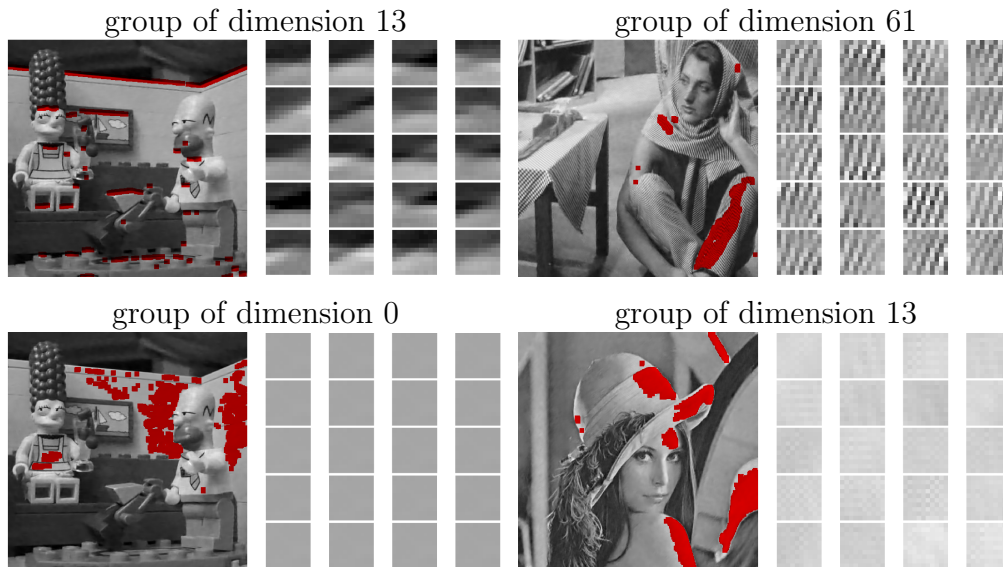 group of dimension 13
group of dimension 61
group of dimension 0
group of dimension 13